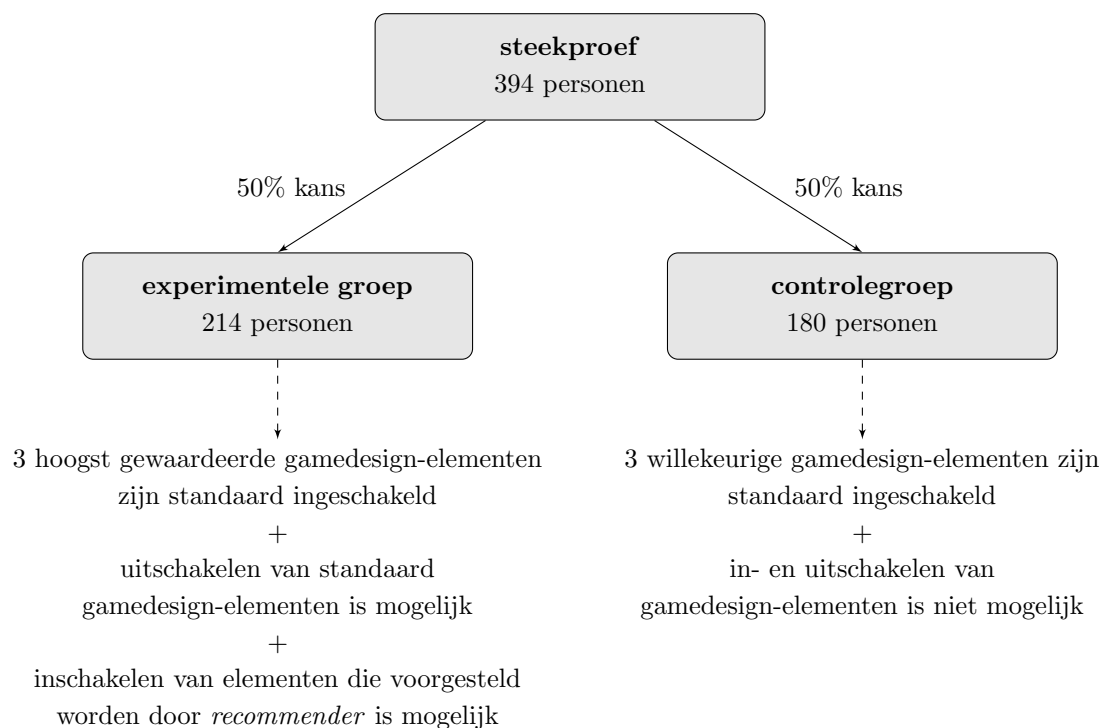 steekproef
394 personen
50% kans
50% kans
experimentele groep
214 personen
controlegroep
180 personen
3 hoogst gewaardeerde gamedesign-elementen
zijn standaard ingeschakeld
+
uitschakelen van standaard
gamedesign-elementen is mogelijk
+
inschakelen van elementen die voorgesteld
worden door recommender is mogelijk
3 willekeurige gamedesign-elementen zijn
standaard ingeschakeld
+
in- en uitschakelen van
gamedesign-elementen is niet mogelijk